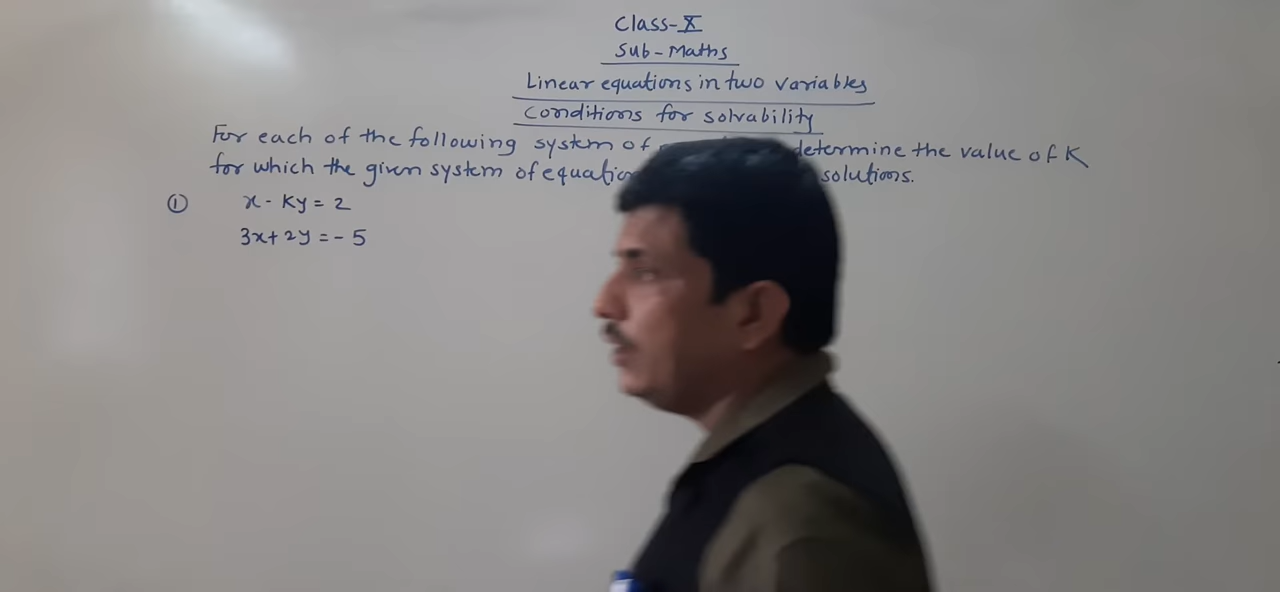 Class-X
Sub-Maths
Linear equations in two variables
Conditions for solvability
For each of the following system of determine the value of K
for which the given system of solutions.
① x - Ky = 2
3x + 2y = - 5